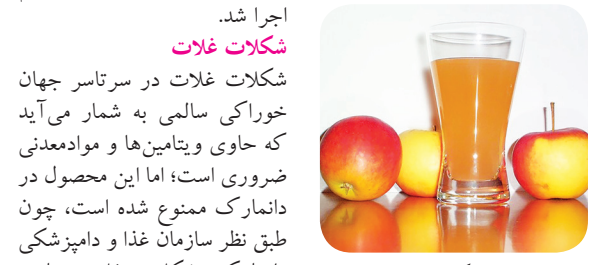 اجرا شد.
شکلات غلات
شکلات غلات در سرتاسر جهان
خوراکی سالمی به شمار می‌آید
که حاوی ویتامین‌ها و موادمعدنی
ضروری است؛ اما این محصول در
دانمارک ممنوع شده است، چون
طبق نظر سازمان غذا و دامپزشکی